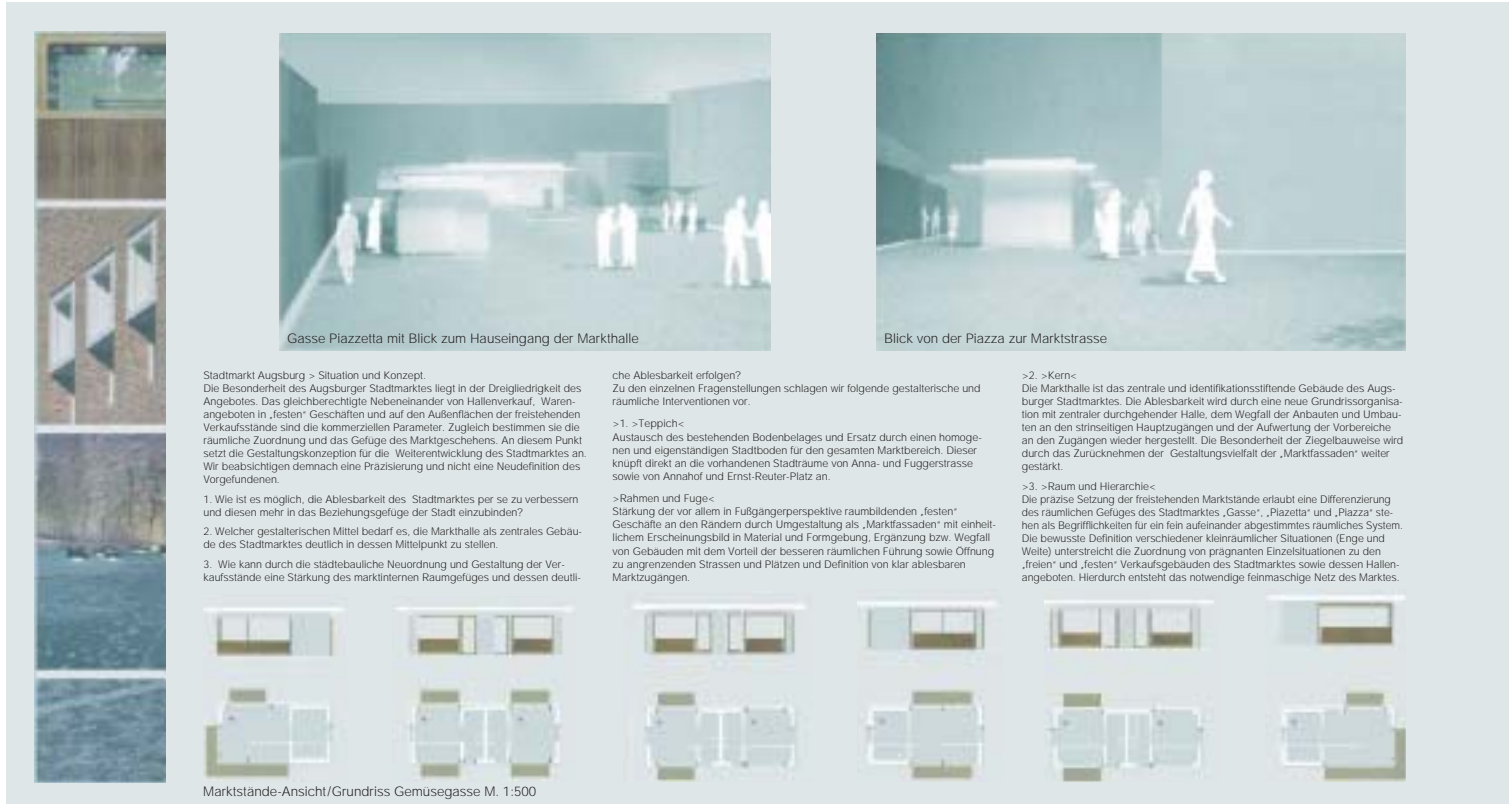 Gasse Piazzetta mit Blick zum Hauseingang der Markthalle
Blick von der Piazza zur Marktstrasse
Stadtmarkt Augsburg > Situation und Konzept.
Die Besonderheit des Augsburger Stadtmarktes liegt in der Dreigliedrigkeit des
Angebotes. Das gleichberechtigte Nebeneinander von Hallenverkauf, Waren-
angeboten in „festen“ Geschäften und auf den Außenflächen der freistehenden
Verkaufsstände sind die kommerziellen Parameter. Zugleich bestimmen sie die
räumliche Zuordnung und das Gefüge des Marktgeschehens. An diesem Punkt
setzt die Gestaltungskonzeption für die Weiterentwicklung des Stadtmarktes an.
Wir beabsichtigen demnach eine Präzisierung und nicht eine Neudefinition des
Vorgefundenen.
1. Wie ist es möglich, die Ablesbarkeit des Stadtmarktes per se zu verbessern
und diesen mehr in das Beziehungsgefüge der Stadt einzubinden?
2. Welcher gestalterischen Mittel bedarf es, die Markthalle als zentrales Gebäu-
de des Stadtmarktes deutlich in dessen Mittelpunkt zu stellen.
3. Wie kann durch die städtebauliche Neuordnung und Gestaltung der Ver-
kaufsstände eine Stärkung des marktinternen Raumgefüges und dessen deutli-
che Ablesbarkeit erfolgen?
Zu den einzelnen Fragenstellungen schlagen wir folgende gestalterische und
räumliche Interventionen vor.
>1. >Teppich<
Austausch des bestehenden Bodenbelages und Ersatz durch einen homoge-
nen und eigenständigen Stadtboden für den gesamten Marktbereich. Dieser
knüpft direkt an die vorhandenen Stadträume von Anna- und Fuggerstrasse
sowie von Annahof und Ernst-Reuter-Platz an.
>Rahmen und Fuge<
Stärkung der vor allem in Fußgängerperspektive raumbildenden „festen“
Geschäfte an den Rändern durch Umgestaltung als „Marktfassaden“ mit einheit-
lichem Erscheinungsbild in Material und Formgebung, Ergänzung bzw. Wegfall
von Gebäuden mit dem Vorteil der besseren räumlichen Führung sowie Öffnung
zu angrenzenden Strassen und Plätzen und Definition von klar ablesbaren
Marktzugängen.
>2. >Kern<
Die Markthalle ist das zentrale und identifikationsstiftende Gebäude des Augs-
burger Stadtmarktes. Die Ablesbarkeit wird durch eine neue Grundrissorganisa-
tion mit zentraler durchgehender Halle, dem Wegfall der Anbauten und Umbau-
ten an den strinseitigen Hauptzugängen und der Aufwertung der Vorbereiche
an den Zugängen wieder hergestellt. Die Besonderheit der Ziegelbauweise wird
durch das Zurücknehmen der Gestaltungsvielfalt der „Marktfassaden“ weiter
gestärkt.
>3. >Raum und Hierarchie<
Die präzise Setzung der freistehenden Marktstände erlaubt eine Differenzierung
des räumlichen Gefüges des Stadtmarktes „Gasse“, „Piazetta“ und „Piazza“ ste-
hen als Begrifflichkeiten für ein fein aufeinander abgestimmtes räumliches System.
Die bewusste Definition verschiedener kleinräumlicher Situationen (Enge und
Weite) unterstreicht die Zuordnung von prägnanten Einzelsituationen zu den
„freien“ und „festen“ Verkaufsgebäuden des Stadtmarktes sowie dessen Hallen-
angeboten. Hierdurch entsteht das notwendige feinmaschige Netz des Marktes.
Marktstände-Ansicht/Grundriss Gemüsegasse M. 1:500